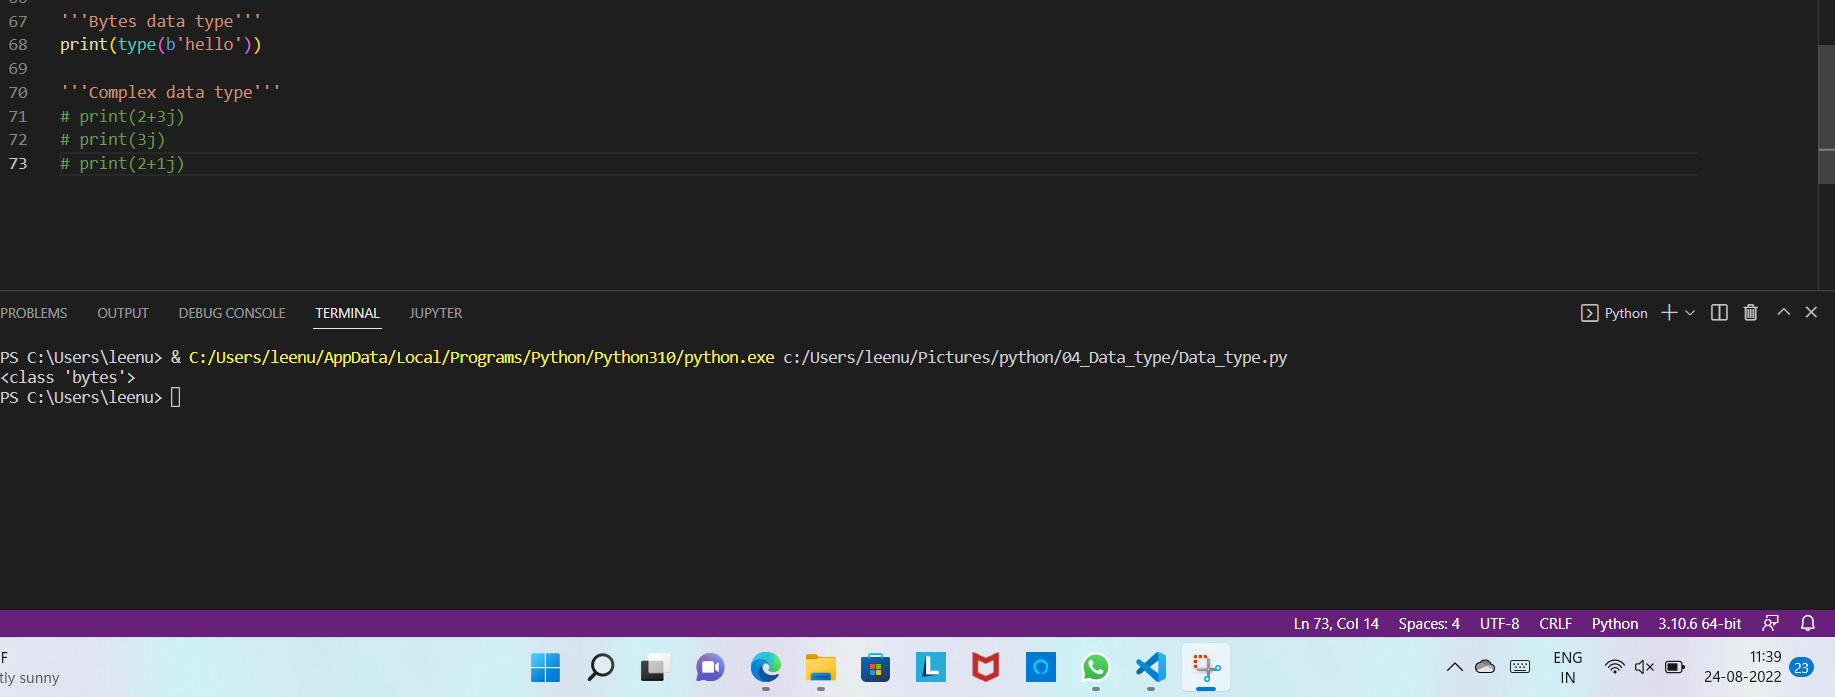 67 '''Bytes data type'''
68 print(type(b'hello'))
69
70 '''Complex data type'''
71 # print(2+3j)
72 # print(3j)
73 # print(2+1j)
PROBLEMS OUTPUT DEBUG CONSOLE TERMINAL JUPYTER Python
PS C:\Users\leenu> & C:/Users/leenu/AppData/Local/Programs/Python/Python310/python.exe c:/Users/leenu/Pictures/python/04_Data_type/Data_type.py
<class 'bytes'>
PS C:\Users\leenu>
Ln 73, Col 14 Spaces: 4 UTF-8 CRLF Python 3.10.6 64-bit
F
tly sunny
L
ENG
IN
11:39
24-08-2022
23